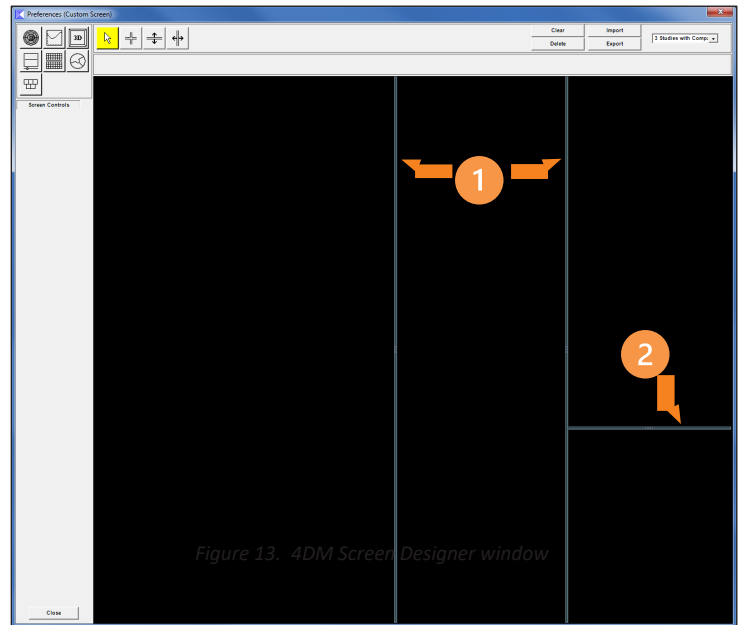 Preferences (Custom Screen)
3D
Clear
Import
Delete
Export
3 Studies with Comp:
Screen Controls
1
2
Figure 13. 4DM Screen Designer window
Close